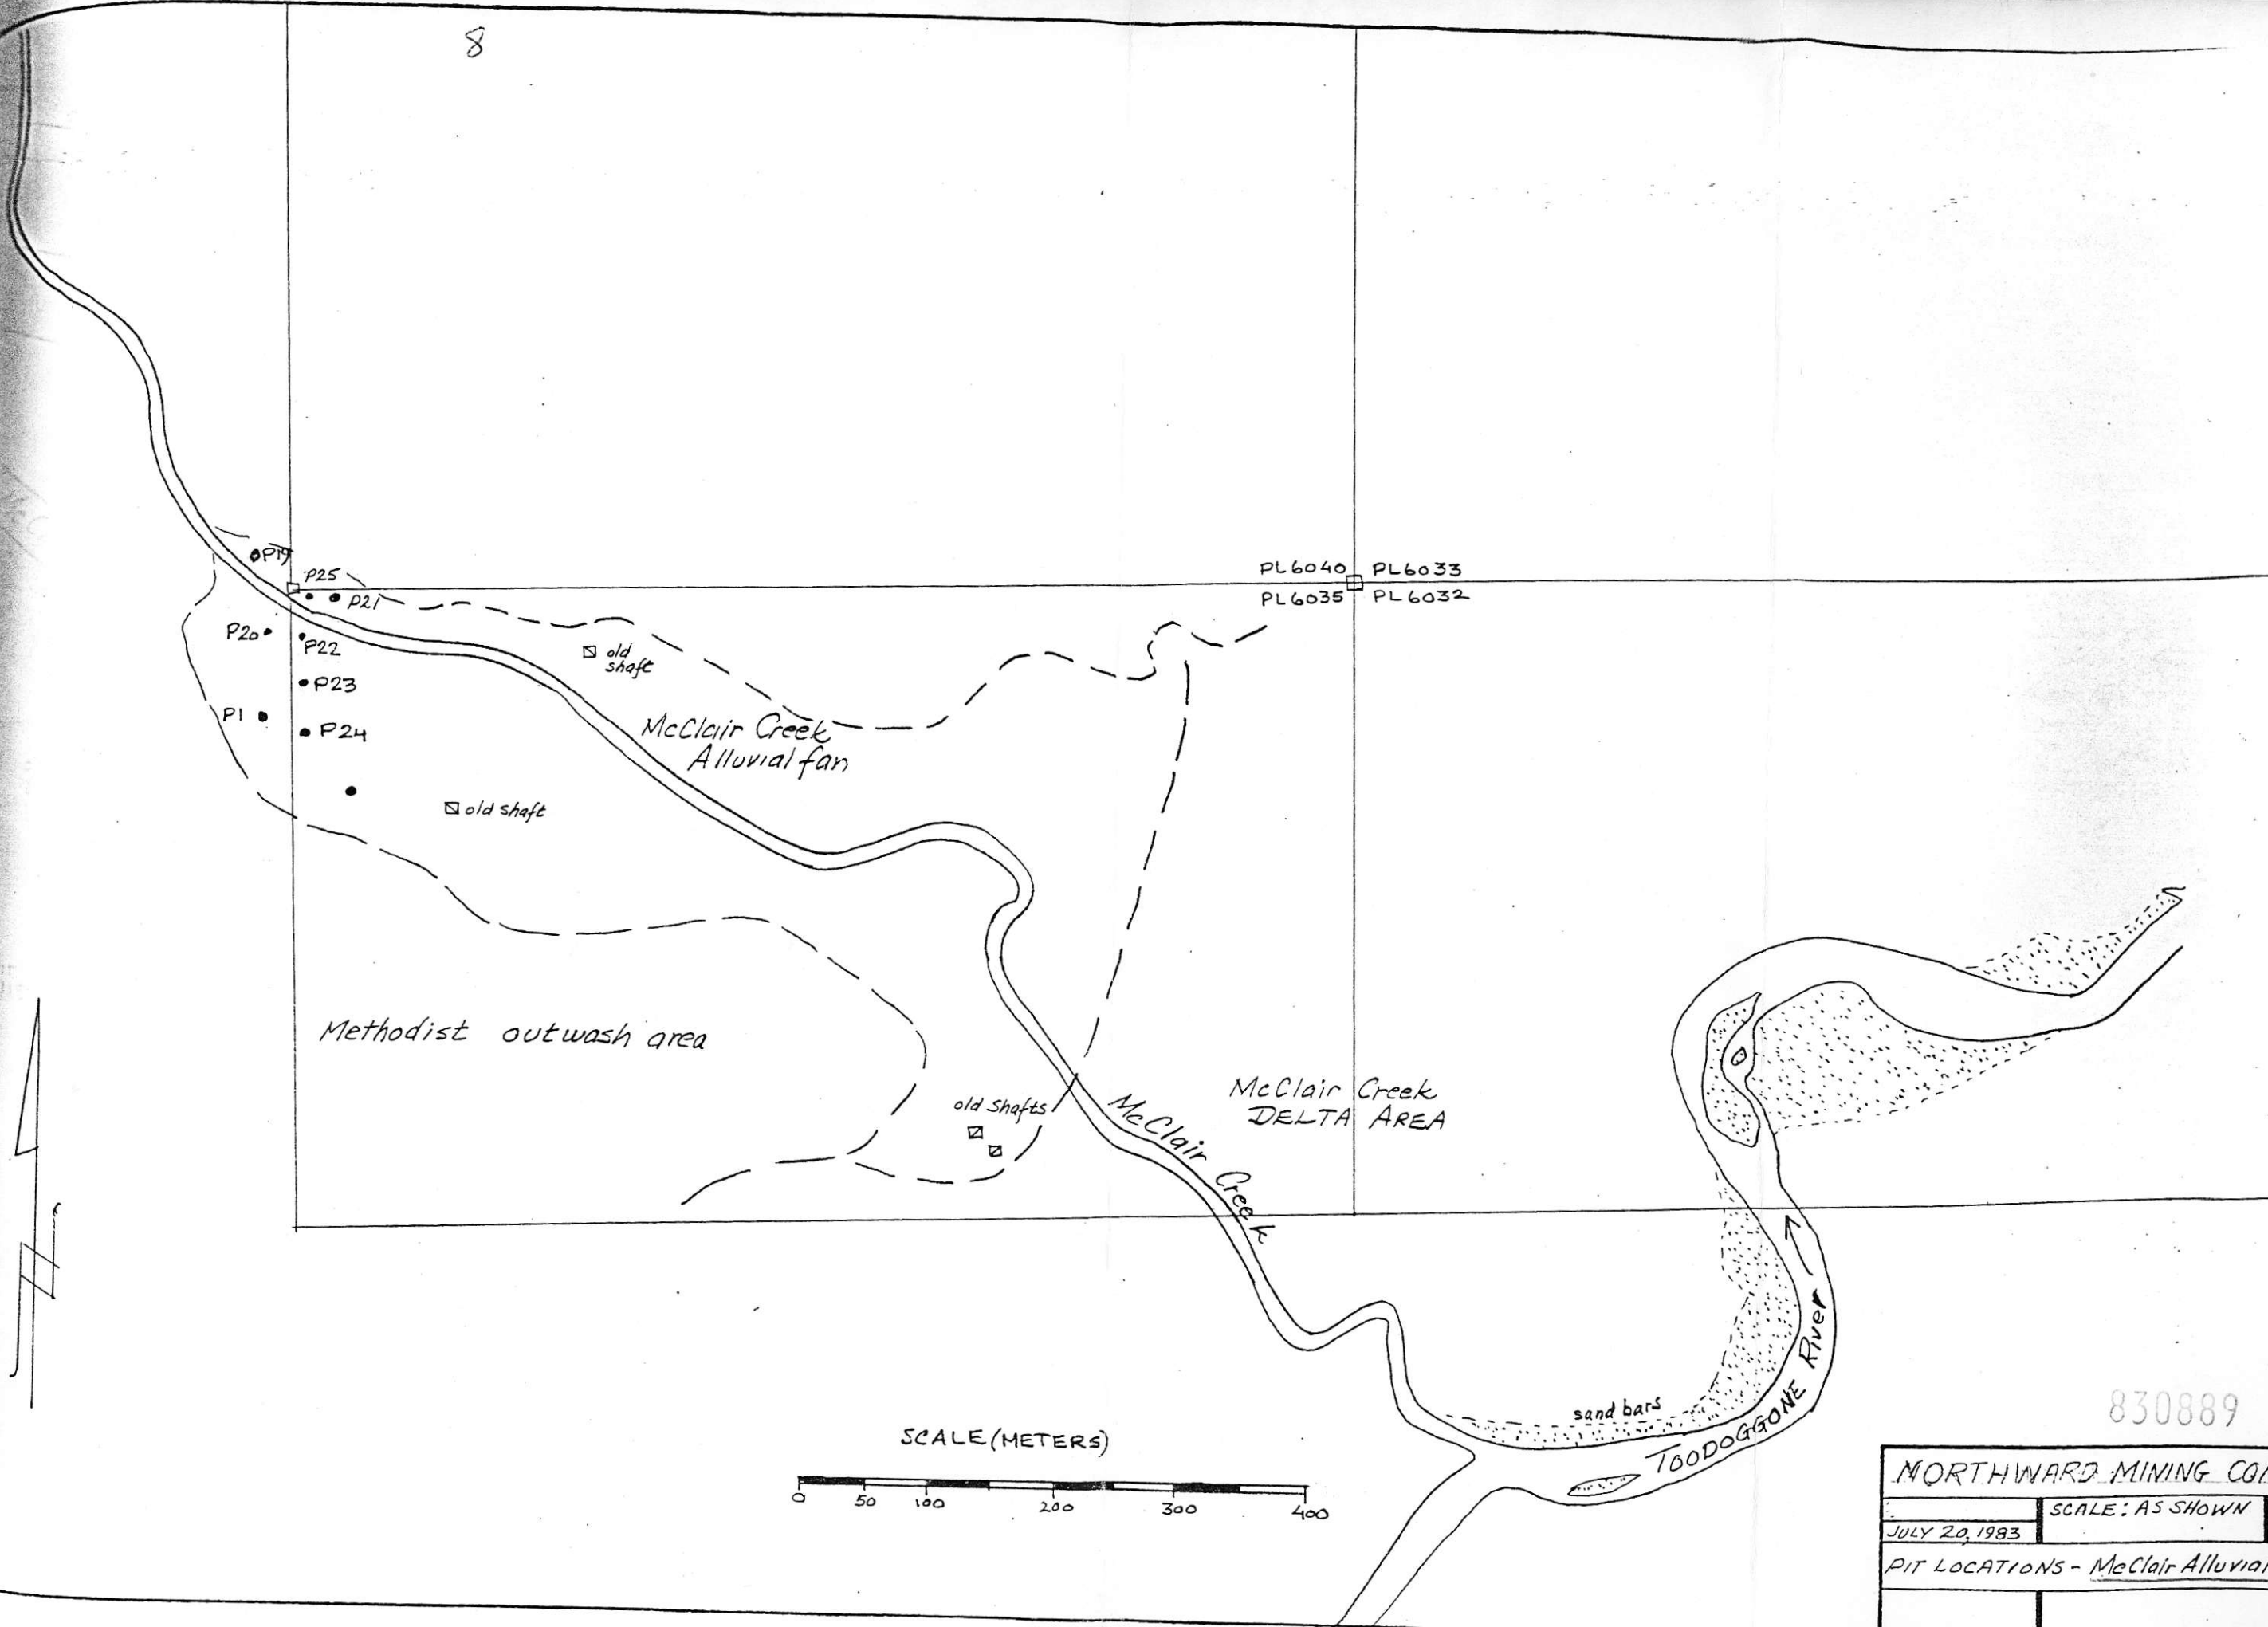 8
P19
P25
P21
P20
P22
P23
P1
P24
PL6040
PL6033
PL6035
PL6032
old
shaft
McClair Creek
Alluvial fan
old shaft
Methodist outwash area
old shafts
McClair Creek
McClair Creek
DELTA AREA
sand bars
TOODOGGONE River
SCALE (METERS)
0 50 100 200 300 400
830889
NORTHWARD MINING
SCALE: AS SHOWN
JULY 20, 1983
PIT LOCATIONS - McClair Alluvial